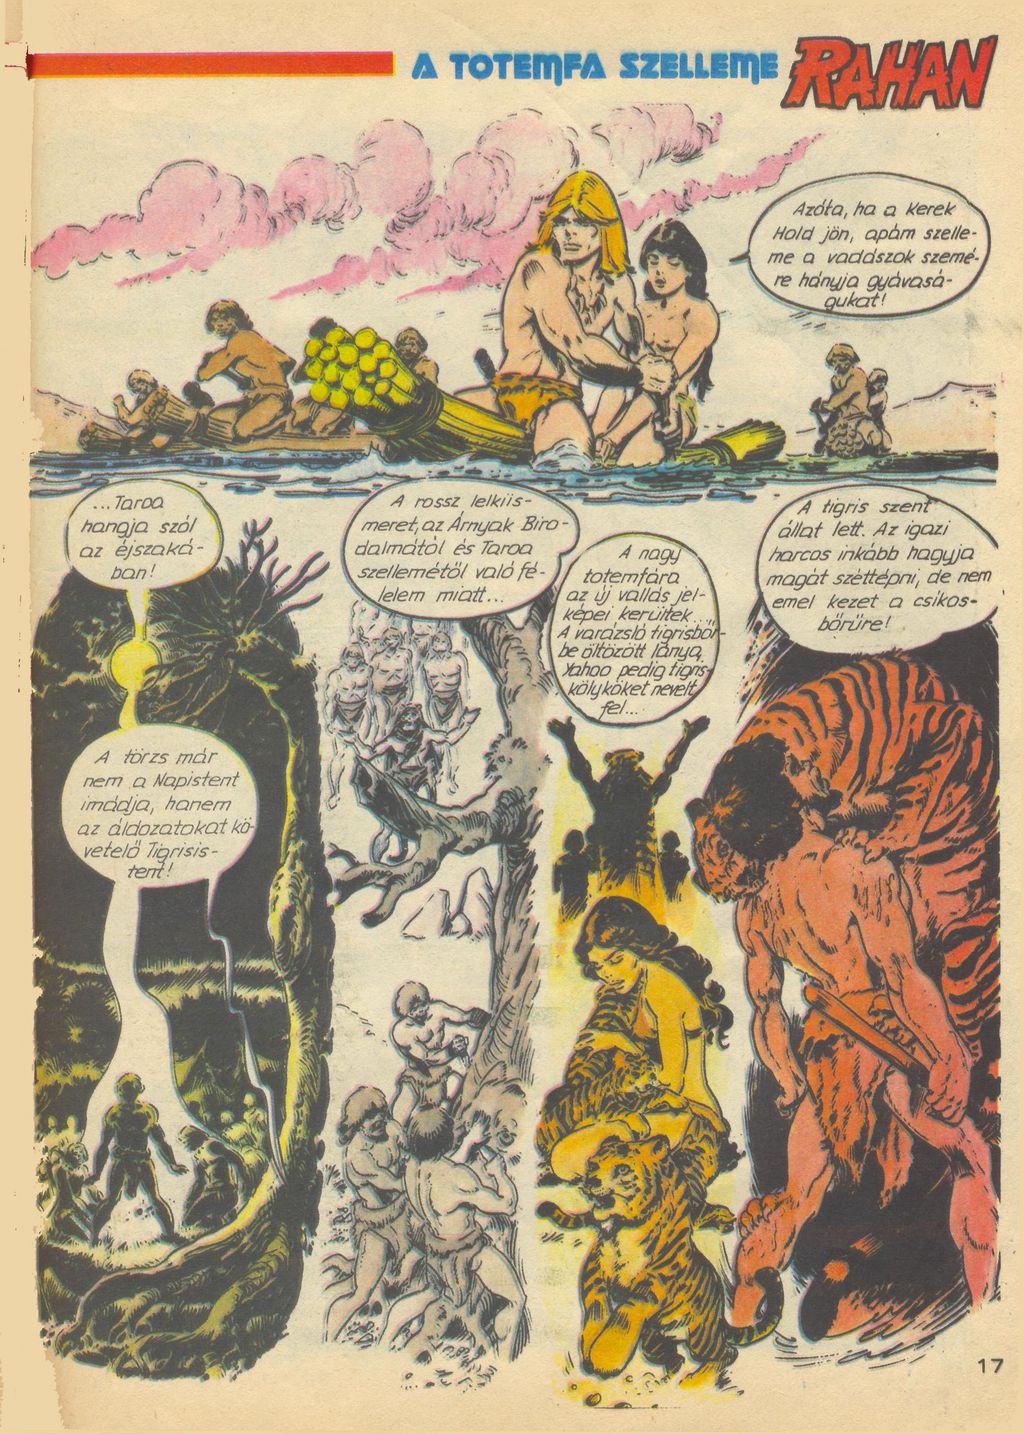 A TOTEMFA SZELLEME
RAHAN
Azóta, ha a Kerek
Hold jön, apám szelle-
me a vadászok szemé-
re hányja gyávasá-
gukat!
...Taroa
hangja szól
az éjszaká-
ban!
A törzs már
nem a Napistent
imádja, hanem
az áldozatokat kö-
vetelő Tigrisis-
tent!
A rossz lelkiis-
meret, az Árnyak Biro-
dalmától és Taroa
szellemétől való fé-
lelem miatt...
A nagy
totemfára
az új vallás jel-
képei kerültek...
A varázsló tigrisbőr-
be öltözött lánya,
Yahoo pedig tigris-
kölyköket nevelt
fel...
A tigris szent
állat lett. Az igazi
harcos inkább hagyja
magát széttépni, de nem
emel kezet a csíkos-
bőrűre!
17